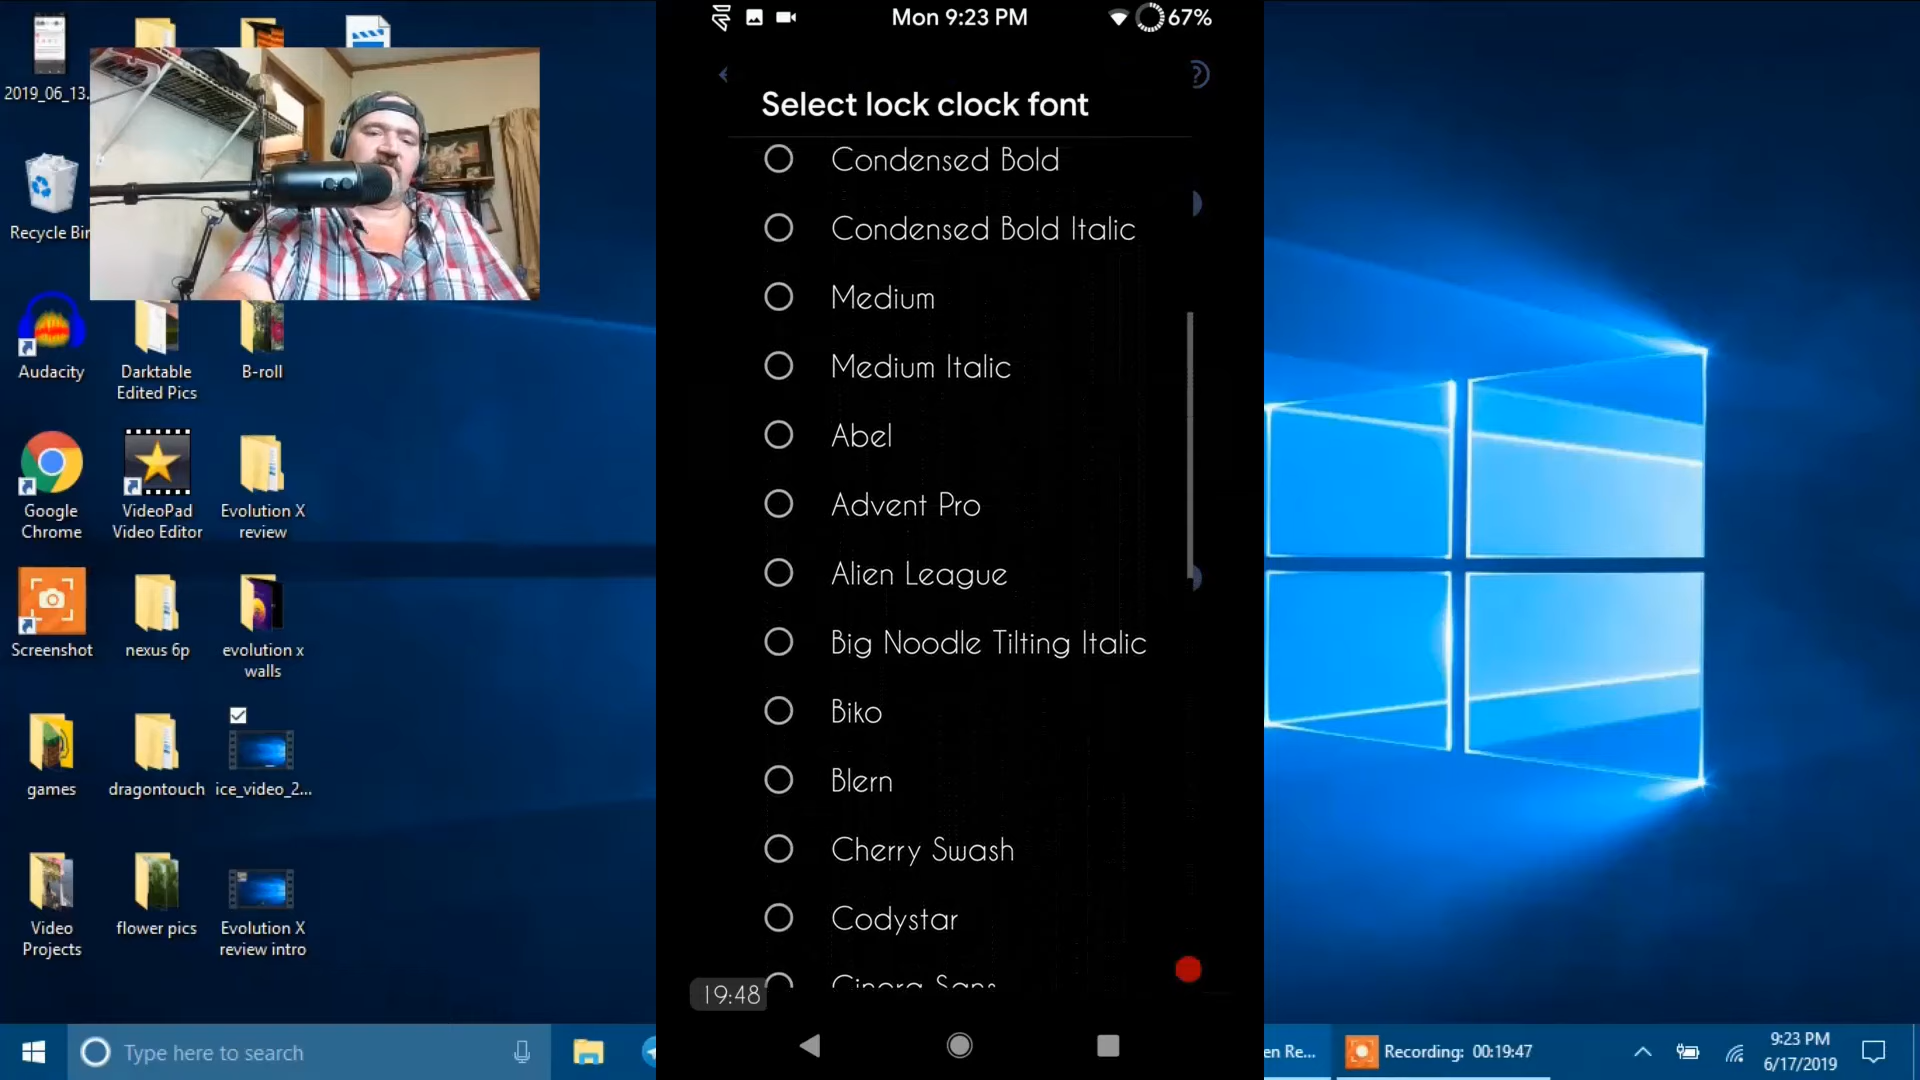 2019_06_13.
Recycle Bin
Audacity
Darktable
Edited Pics
B-roll
Google
Chrome
VideoPad
Video Editor
Evolution X
review
Screenshot
nexus 6p
evolution x
walls
games
dragontouch
ice_video_2...
Video
Projects
flower pics
Evolution X
review intro
Mon 9:23 PM
67%
Select lock clock font
Condensed Bold
Condensed Bold Italic
Medium
Medium Italic
Abel
Advent Pro
Alien League
Big Noodle Tilting Italic
Biko
Blern
Cherry Swash
Codystar
Cinora Sans
19:48
Type here to search
en Re...
Recording: 00:19:47
9:23 PM
6/17/2019